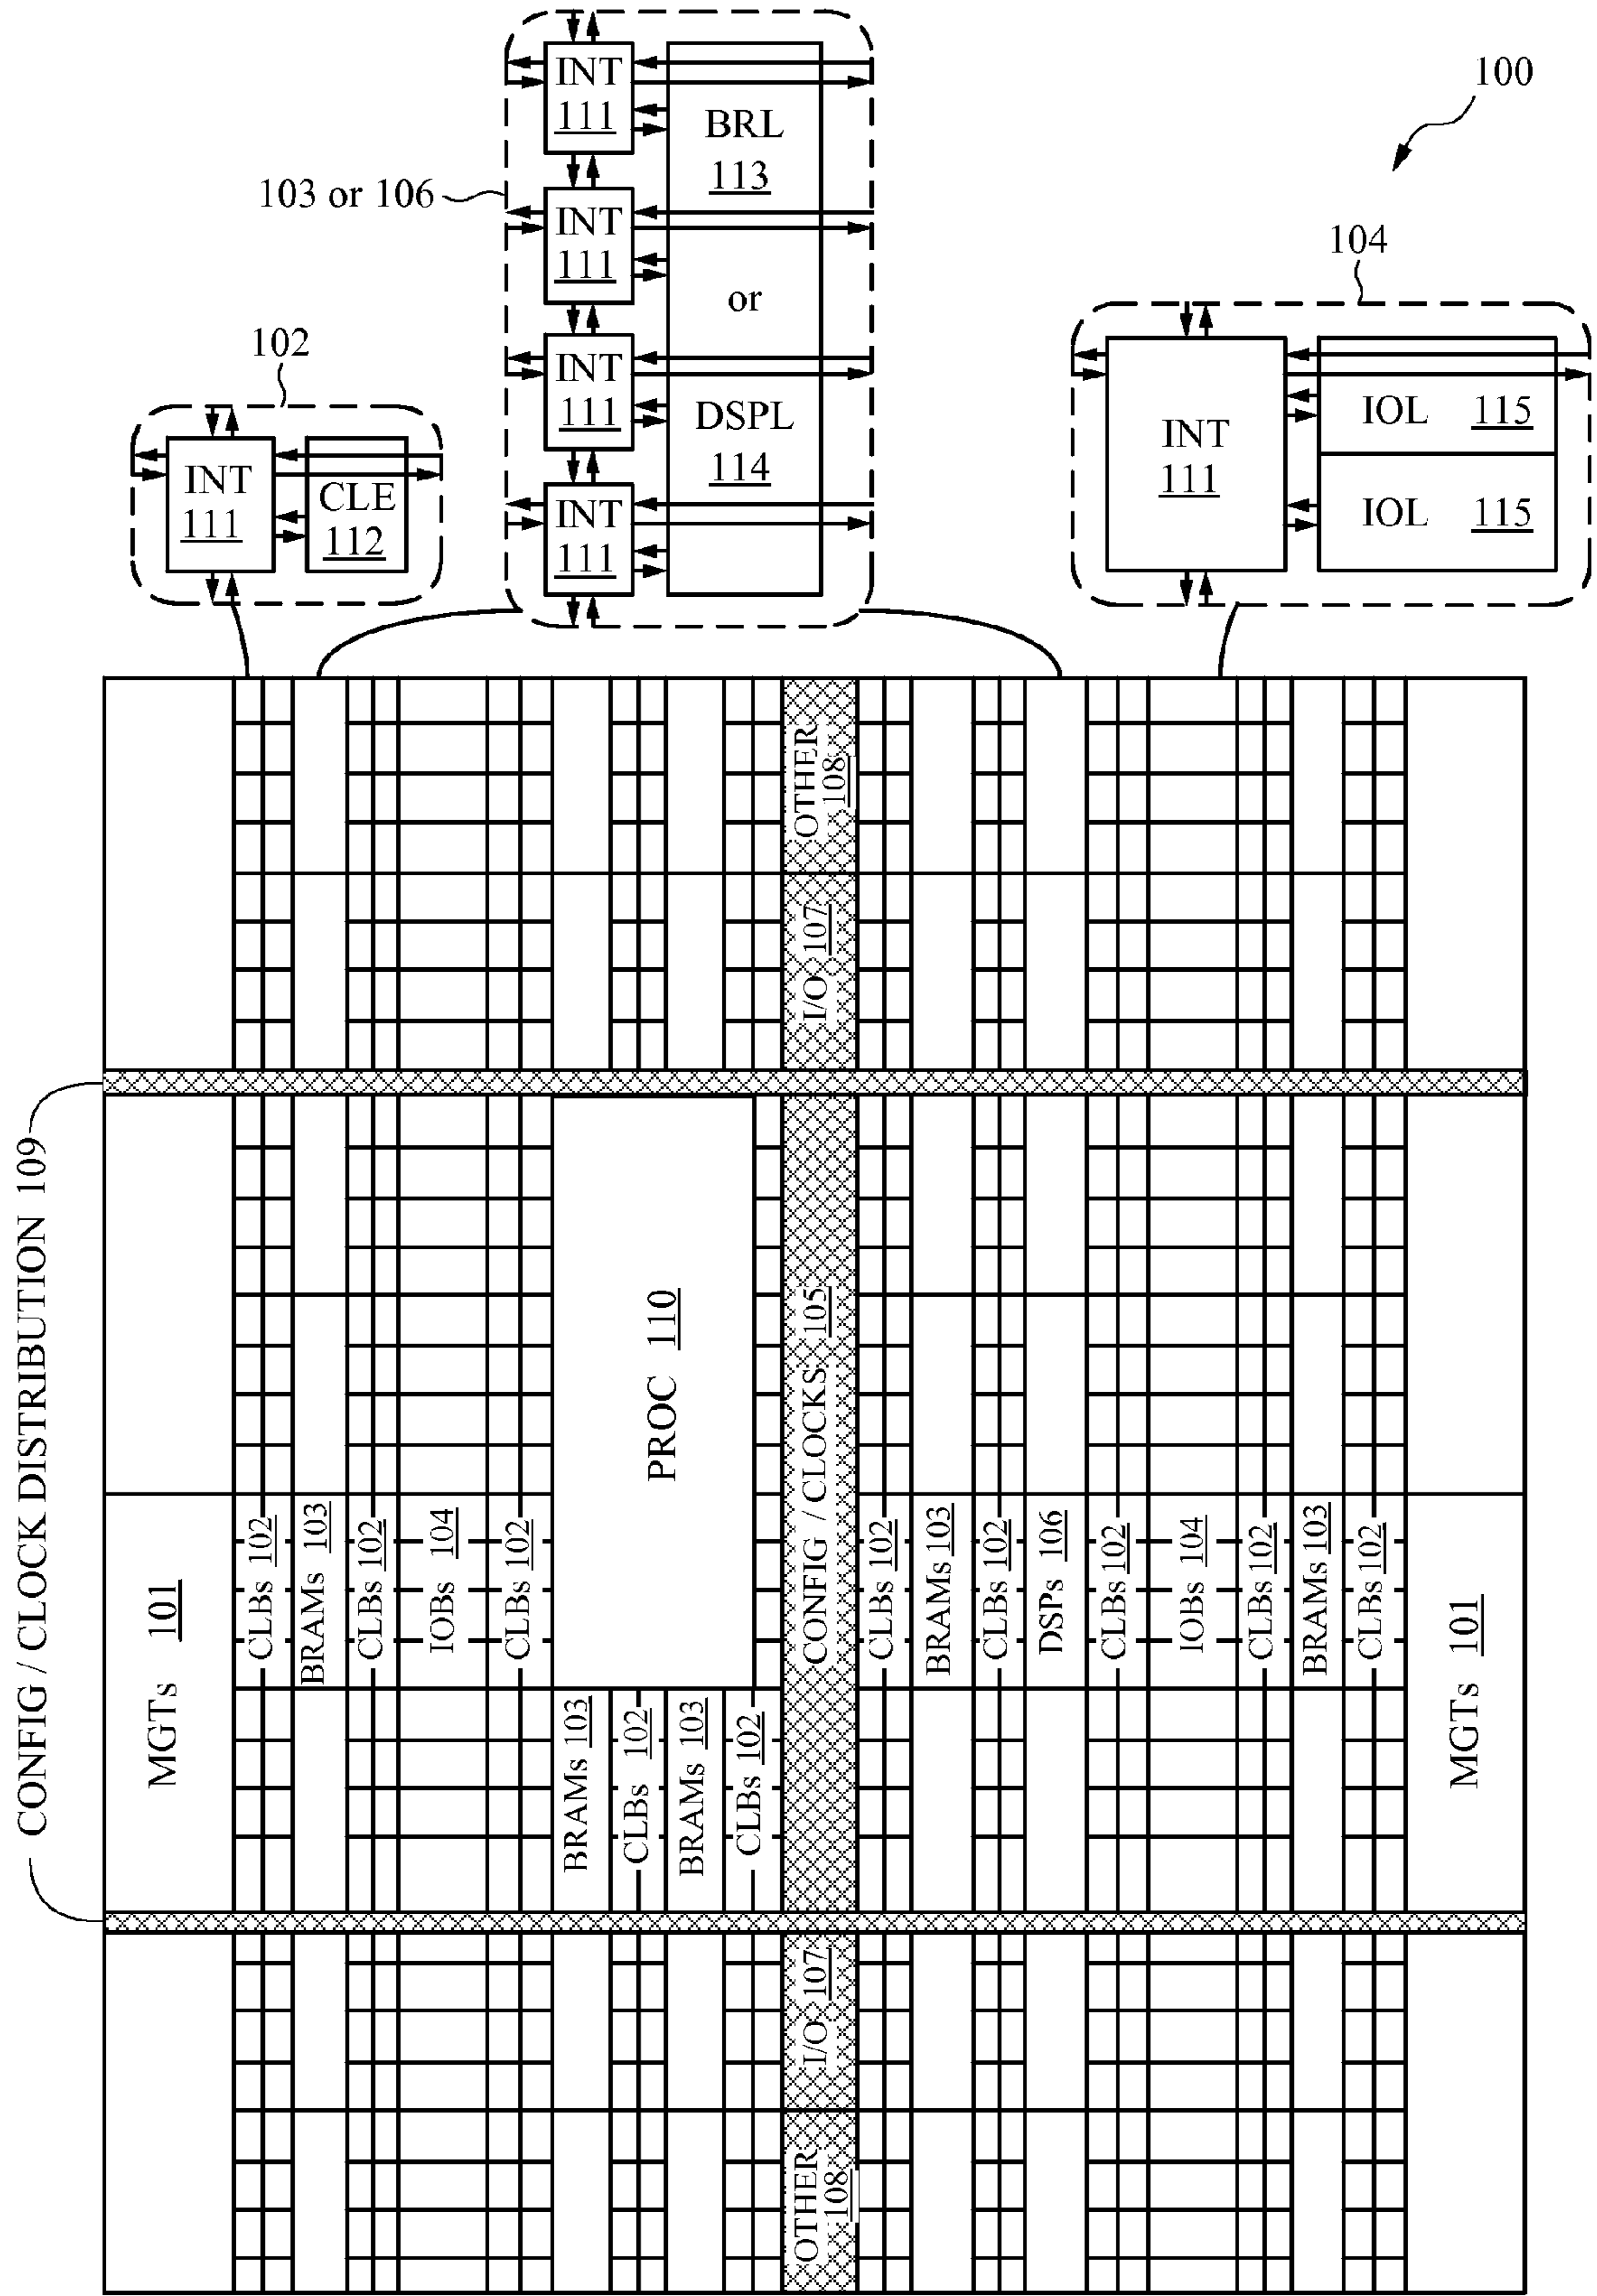 100
103 or 106
INT
111
INT
111
INT
111
INT
111
BRL
113
or
DSPL
114
104
INT
111
IOL 115
IOL 115
102
INT
111
CLE
112
OTHER
108
I/O 107
CONFIG / CLOCK DISTRIBUTION 109
PROC 110
CONFIG / CLOCKS 105
MGTs 101
CLBs 102
BRAMs 103
CLBs 102
IOBs 104
CLBs 102
BRAMs 103
CLBs 102
BRAMs 103
CLBs 102
CLBs 102
BRAMs 103
CLBs 102
DSPs 106
CLBs 102
IOBs 104
CLBs 102
BRAMs 103
CLBs 102
MGTs 101
I/O 107
OTHER
108